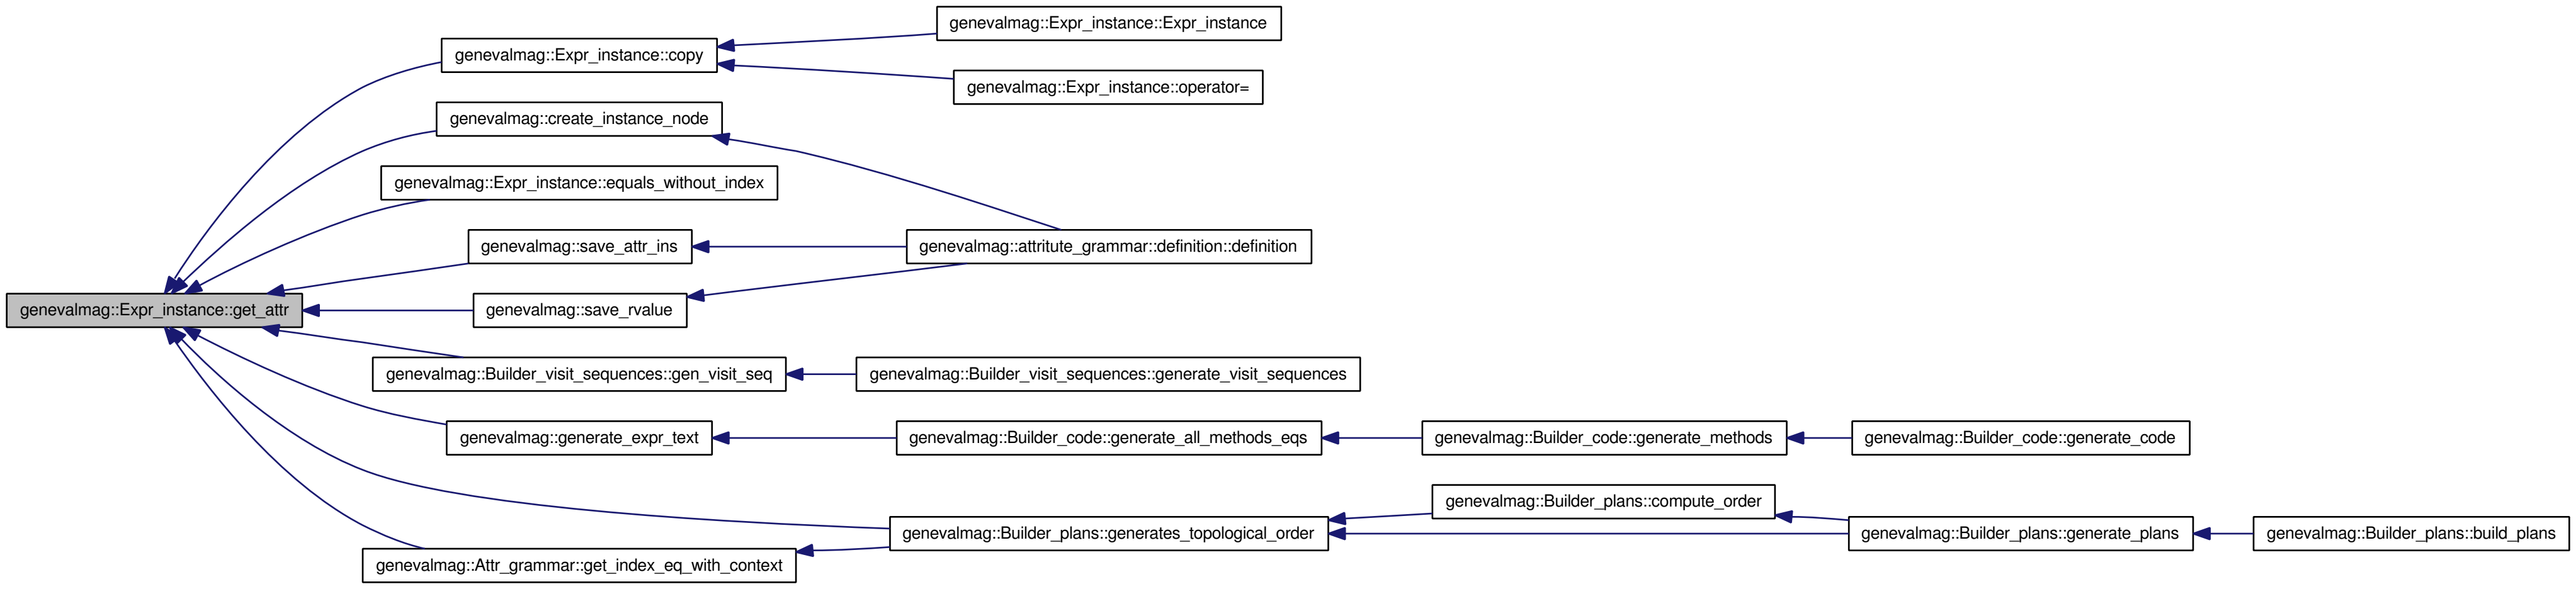 genevalmag::Expr_instance::Expr_instance
genevalmag::Expr_instance::copy
genevalmag::Expr_instance::operator=
genevalmag::create_instance_node
genevalmag::Expr_instance::equals_without_index
genevalmag::save_attr_ins
genevalmag::attritute_grammar::definition::definition
genevalmag::Expr_instance::get_attr
genevalmag::save_rvalue
genevalmag::Builder_visit_sequences::gen_visit_seq
genevalmag::Builder_visit_sequences::generate_visit_sequences
genevalmag::generate_expr_text
genevalmag::Builder_code::generate_all_methods_eqs
genevalmag::Builder_code::generate_methods
genevalmag::Builder_code::generate_code
genevalmag::Builder_plans::compute_order
genevalmag::Builder_plans::generates_topological_order
genevalmag::Builder_plans::generate_plans
genevalmag::Builder_plans::build_plans
genevalmag::Attr_grammar::get_index_eq_with_context